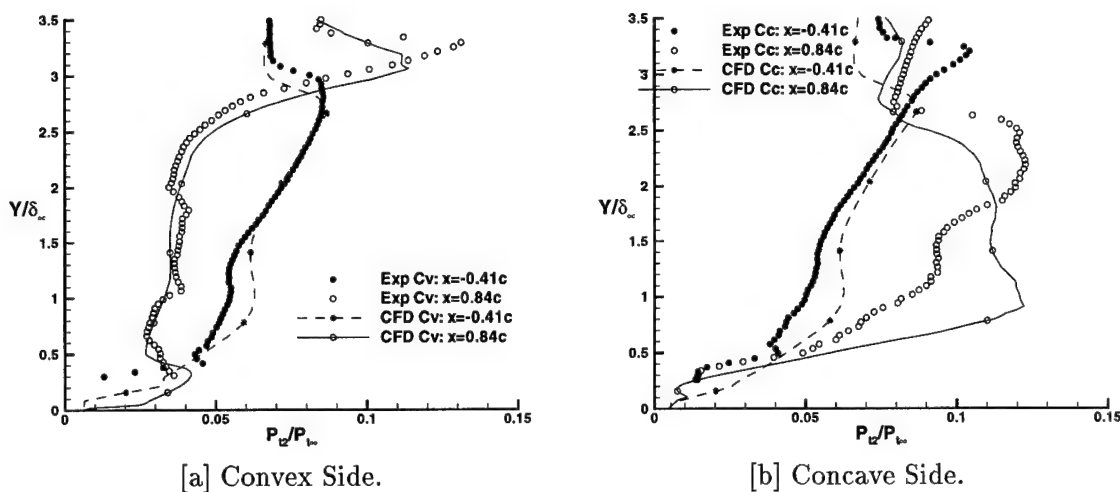 3.5
3
2.5
2
Y/δ∞
1.5
1
0.5
0
0
0.05
0.1
0.15
Pt2/Pt∞
Exp Cv: x=-0.41c
Exp Cv: x=0.84c
CFD Cv: x=-0.41c
CFD Cv: x=0.84c
[a] Convex Side.
3.5
3
2.5
2
Y/δ∞
1.5
1
0.5
0
0
0.05
0.1
0.15
Pt2/Pt∞
Exp Cc: x=-0.41c
Exp Cc: x=0.84c
CFD Cc: x=-0.41c
CFD Cc: x=0.84c
[b] Concave Side.